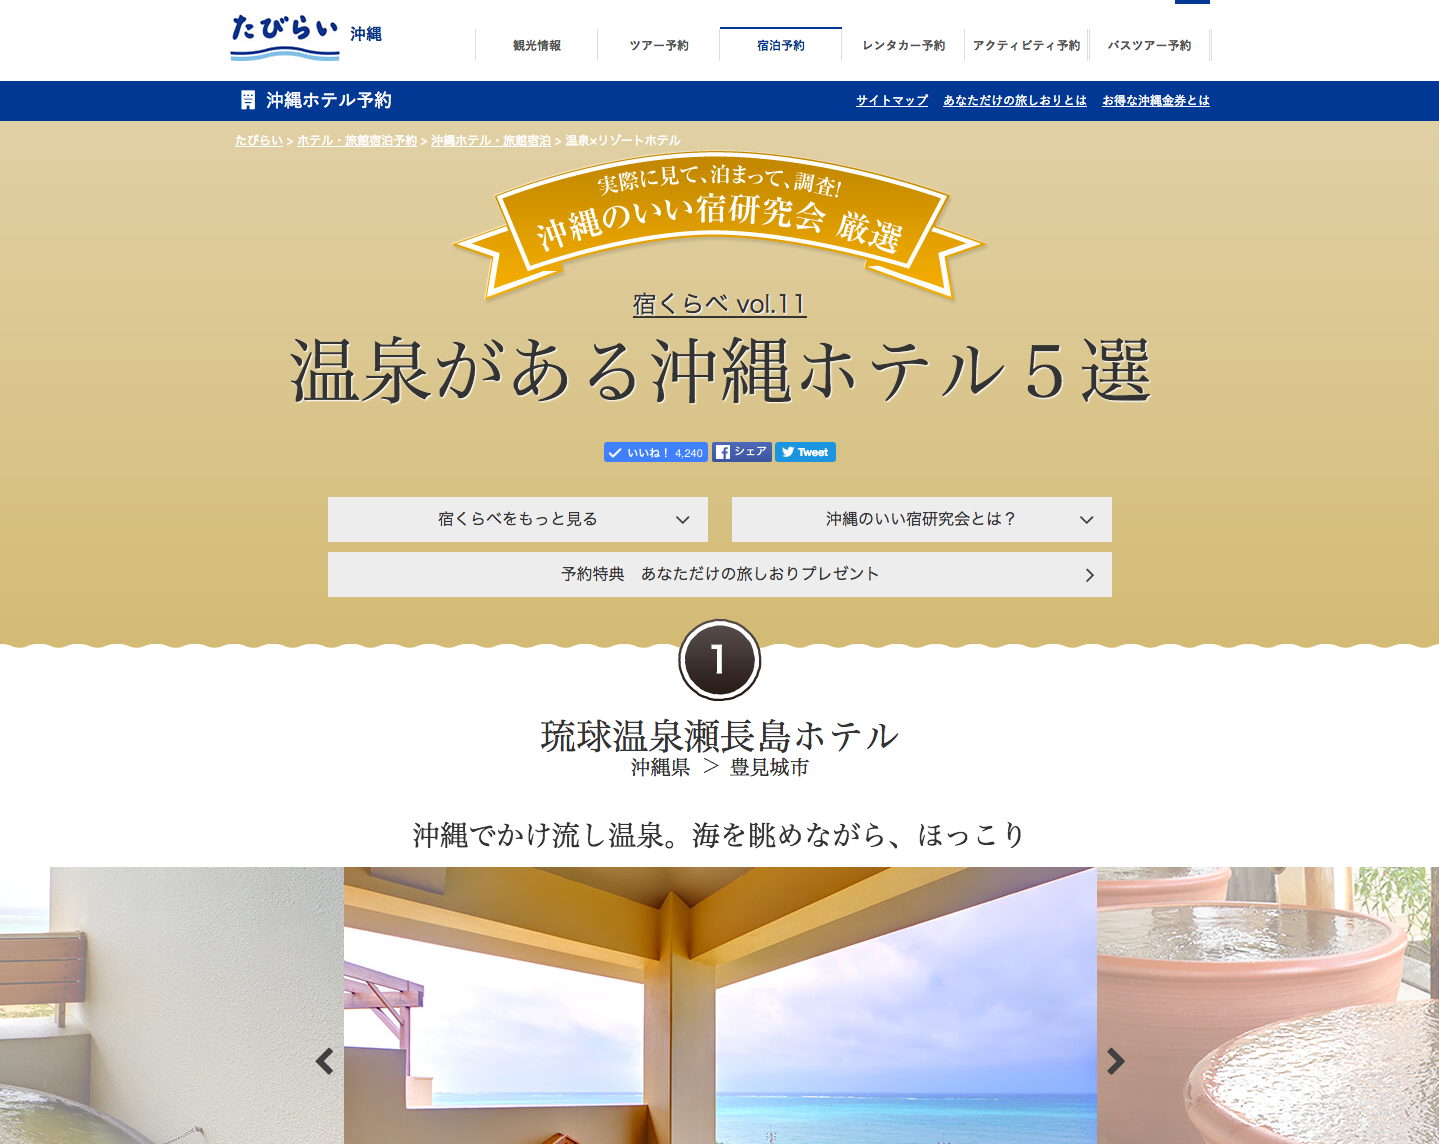 たびらい 沖縄
観光情報
ツアー予約
宿泊予約
レンタカー予約
アクティビティ予約
バスツアー予約
沖縄ホテル予約
サイトマップ あなただけの旅しおりとは お得な沖縄金券とは
たびらい > ホテル・旅館宿泊予約 > 沖縄ホテル・旅館宿泊 > 温泉×リゾートホテル
実際に見て、泊まって、調査!
沖縄のいい宿研究会 厳選
宿くらべ vol.11
温泉がある沖縄ホテル５選
いいね！ 4,240 シェア Tweet
宿くらべをもっと見る
沖縄のいい宿研究会とは？
予約特典　あなただけの旅しおりプレゼント
1
琉球温泉瀬長島ホテル
沖縄県 ＞ 豊見城市
沖縄でかけ流し温泉。海を眺めながら、ほっこり